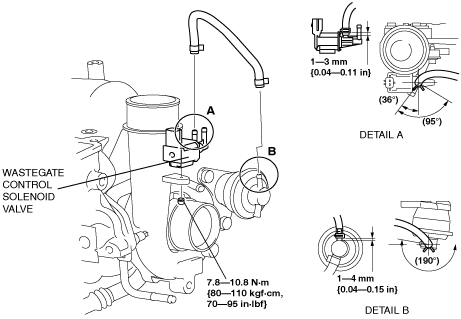 1—3 mm
{0.04—0.11 in}
(36°)
(95°)
DETAIL A
A
B
WASTEGATE
CONTROL
SOLENOID
VALVE
7.8—10.8 N·m
{80—110 kgf·cm,
70—95 in·lbf}
(190°)
1—4 mm
{0.04—0.15 in}
DETAIL B